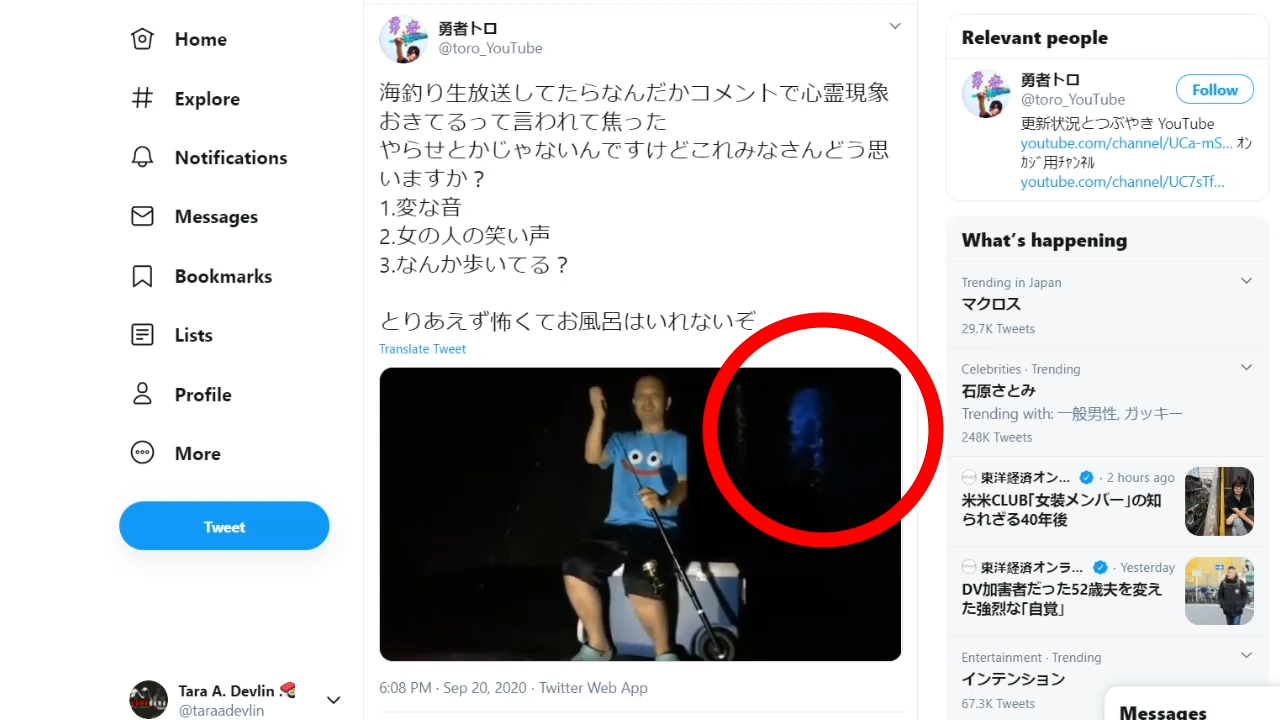 Home
Explore
Notifications
Messages
Bookmarks
Lists
Profile
More
Tweet
Tara A. Devlin
@taraadevlin
勇者トロ
@toro_YouTube
海釣り生放送してたらなんだかコメントで心霊現象
おきてるって言われて焦った
やらせとかじゃないんですけどこれみなさんどう思
いますか？
1.変な音
2.女の人の笑い声
3.なんか歩いてる？
とりあえず怖くてお風呂はいれないぞ
Translate Tweet
6:08 PM · Sep 20, 2020 · Twitter Web App
Relevant people
勇者トロ
@toro_YouTube
Follow
更新状況とつぶやき YouTube
youtube.com/channel/UCa-mS... ｵﾝ
ｶｼﾞ用ﾁｬﾝﾈﾙ
youtube.com/channel/UC7sTf...
What's happening
Trending in Japan
マクロス
29.7K Tweets
Celebrities · Trending
石原さとみ
Trending with: 一般男性, ガッキー
248K Tweets
東洋経済オン... · 2 hours ago
米米CLUB｢女装メンバー｣の知
られざる40年後
東洋経済オンラ... · Yesterday
DV加害者だった52歳夫を変え
た強烈な｢自覚｣
Entertainment · Trending
インテンション
67.3K Tweets
Messages